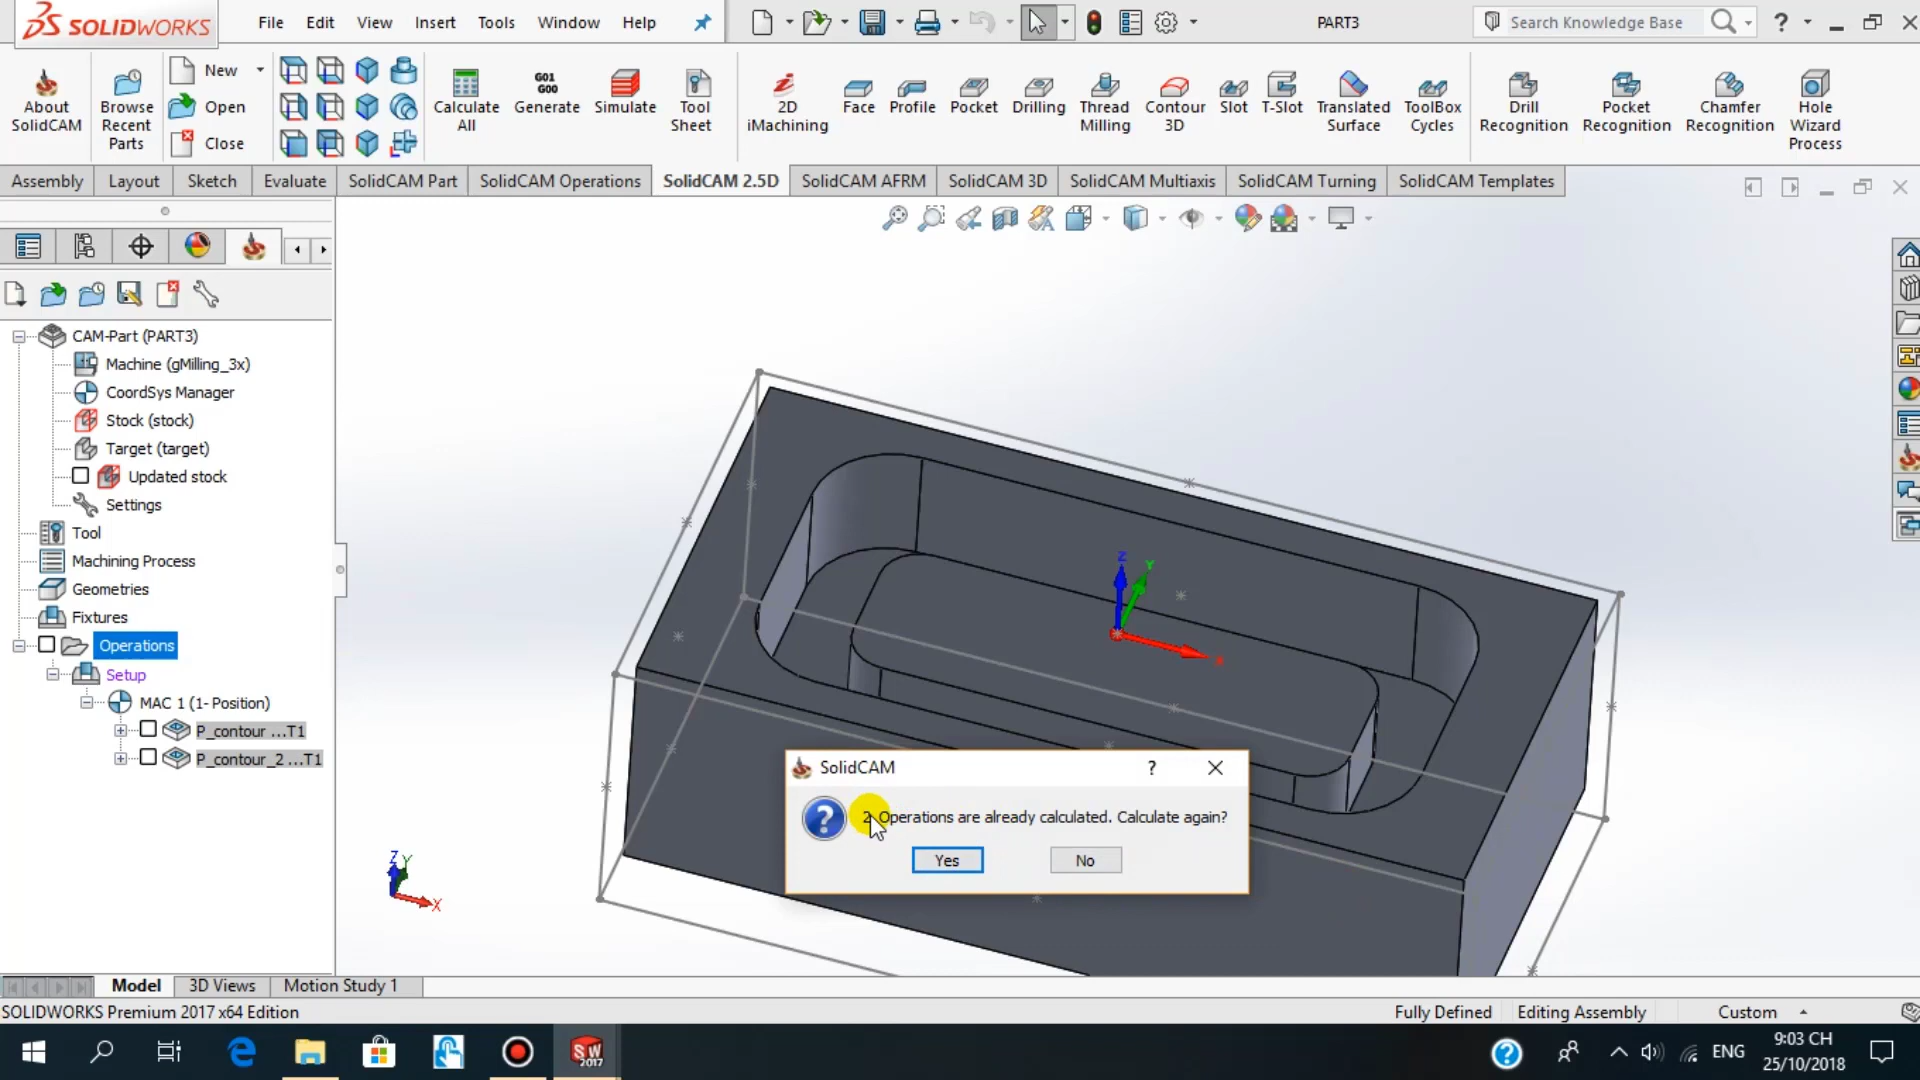 SOLIDWORKS
File Edit View Insert Tools Window Help
PART3
Search Knowledge Base
About SolidCAM
Browse Recent Parts
New
Open
Close
Calculate All
G01 G00
Generate
Simulate
Tool Sheet
2D iMachining
Face
Profile
Pocket
Drilling
Thread Milling
Contour 3D
Slot
T-Slot
Translated Surface
ToolBox Cycles
Drill Recognition
Pocket Recognition
Chamfer Recognition
Hole Wizard Process
Assembly Layout Sketch Evaluate SolidCAM Part SolidCAM Operations SolidCAM 2.5D SolidCAM AFRM SolidCAM 3D SolidCAM Multiaxis SolidCAM Turning SolidCAM Templates
CAM-Part (PART3)
Machine (gMilling_3x)
CoordSys Manager
Stock (stock)
Target (target)
Updated stock
Settings
Tool
Machining Process
Geometries
Fixtures
Operations
Setup
MAC 1 (1- Position)
P_contour ...T1
P_contour_2 ...T1
Z
Y
X
Z
Y
X
SolidCAM
?
2 Operations are already calculated. Calculate again?
Yes No
Model 3D Views Motion Study 1
SOLIDWORKS Premium 2017 x64 Edition
Fully Defined Editing Assembly Custom
SW 2017
ENG
9:03 CH
25/10/2018